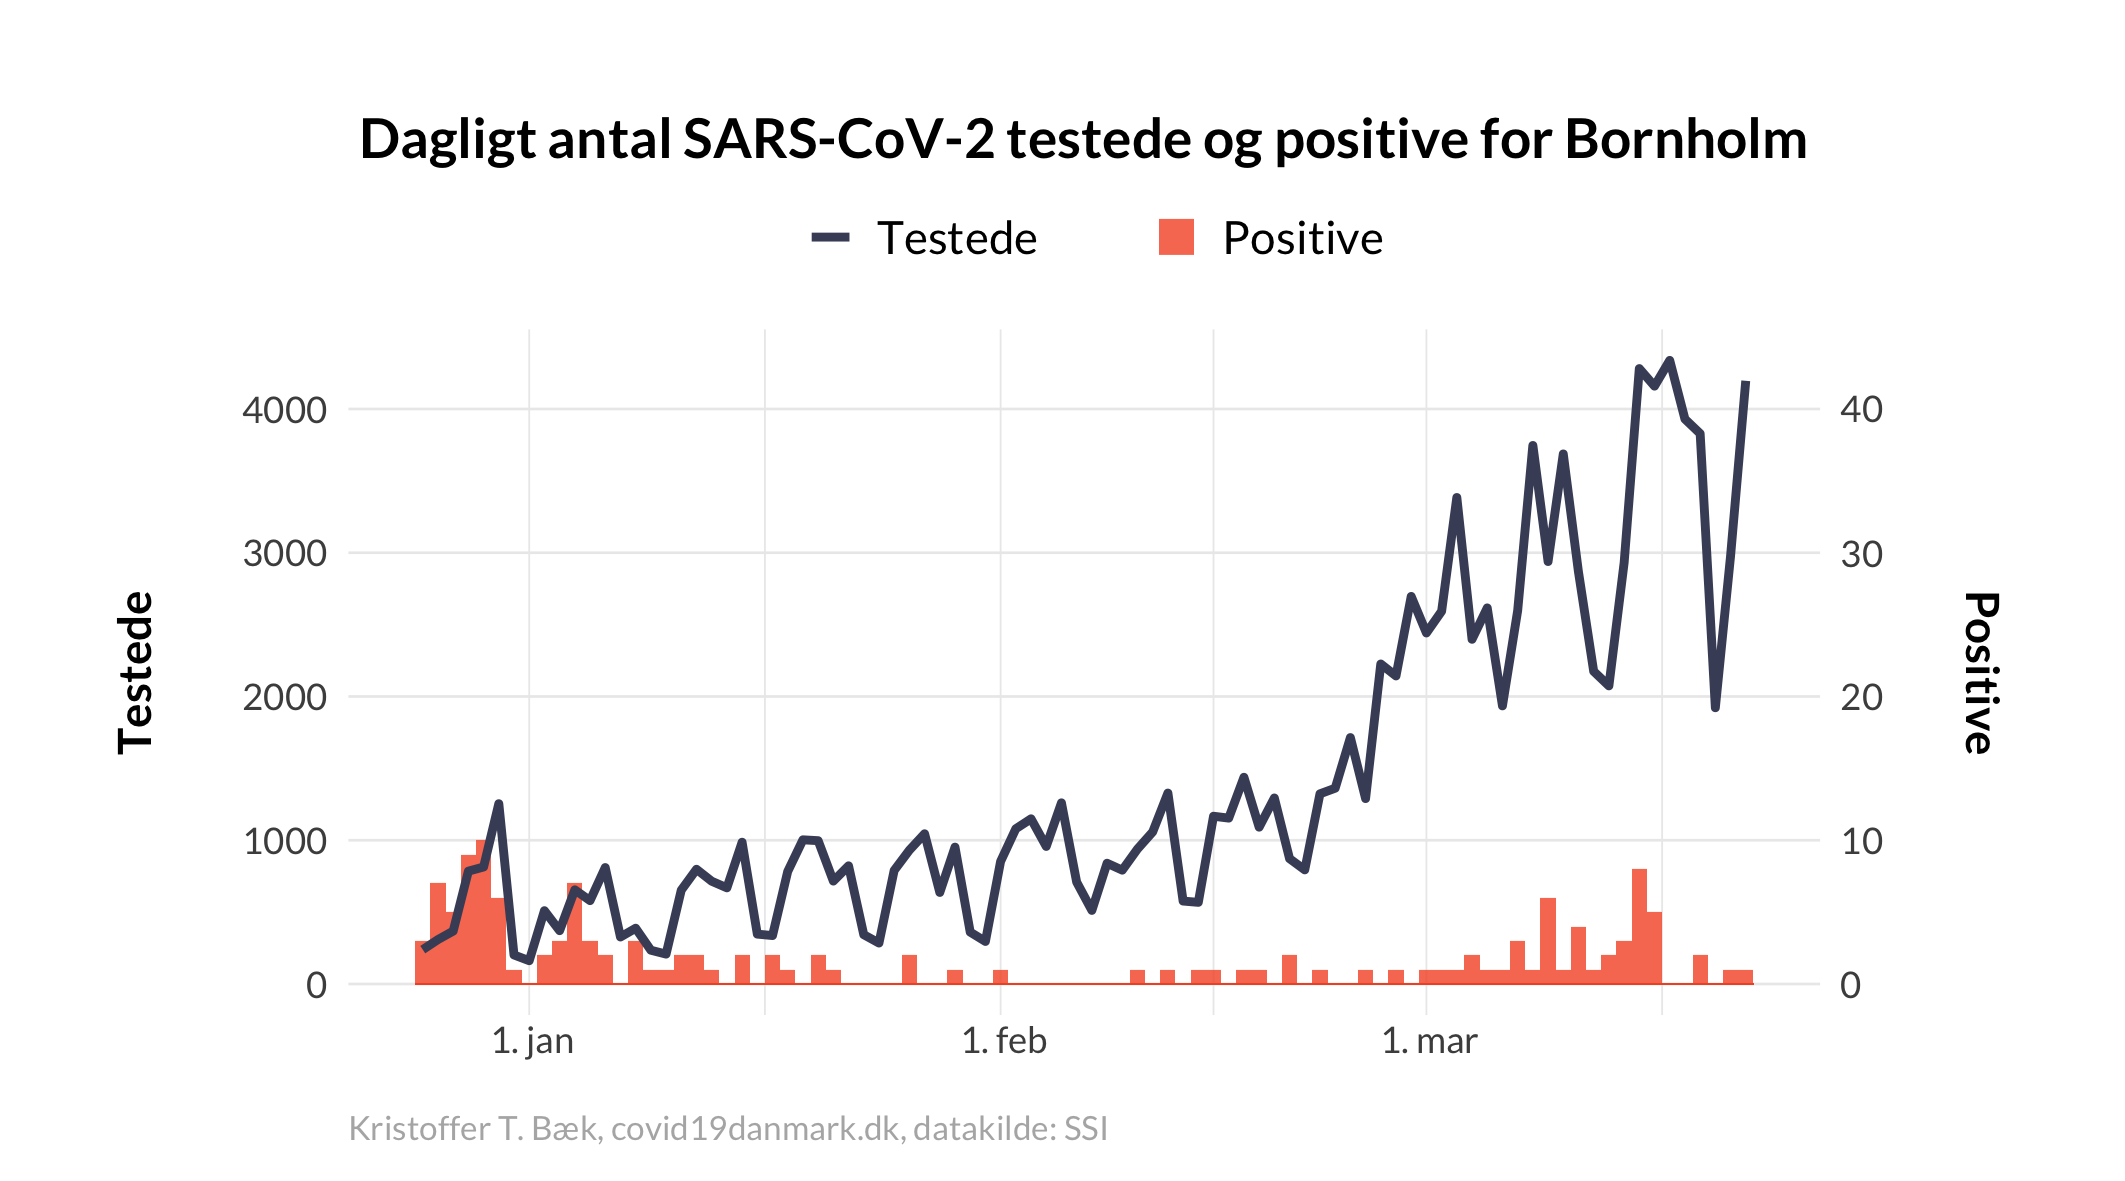 Dagligt antal SARS-CoV-2 testede og positive for Bornholm
Testede
Positive
Testede
4000
3000
2000
1000
0
40
30
20
10
0
Positive
1. jan
1. feb
1. mar
Kristoffer T. Bæk, covid19danmark.dk, datakilde: SSI